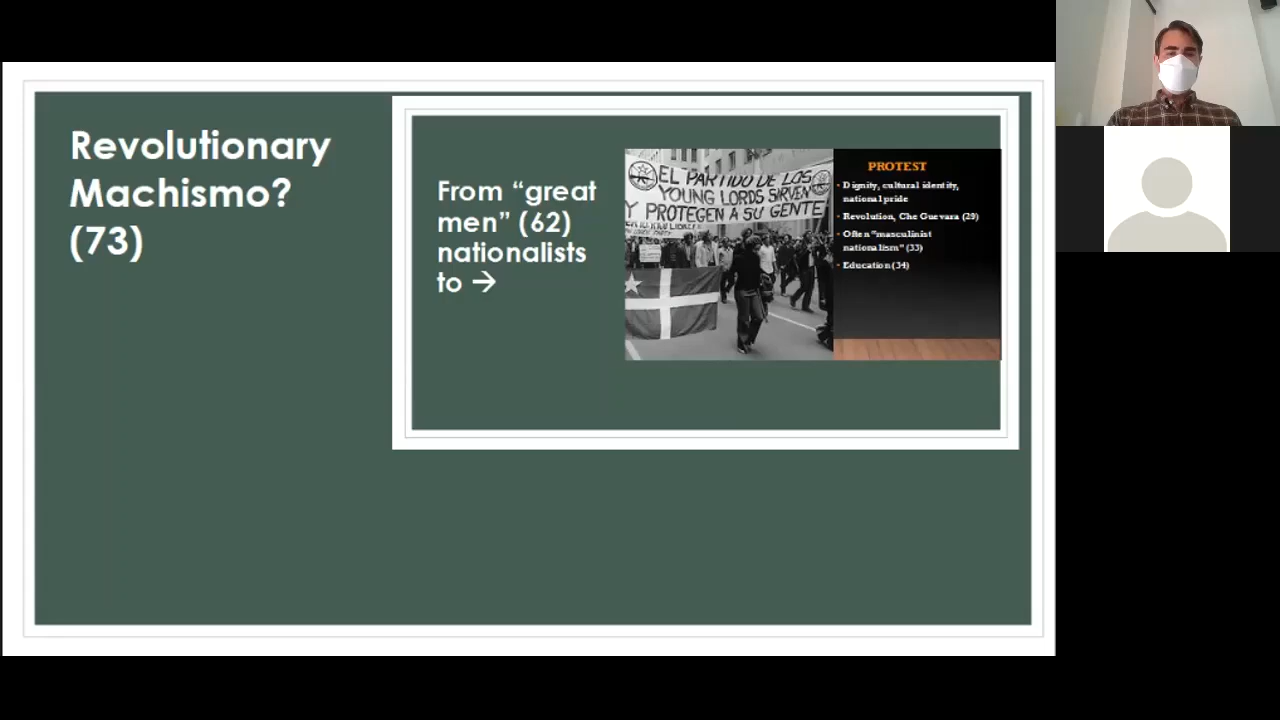 Revolutionary
Machismo?
(73)
From “great
men” (62)
nationalists
to →
EL PARTIDO DE LOS
YOUNG LORDS SIRVEN
Y PROTEGEN A SU GENTE
PROTEST
• Dignity, cultural identity,
national pride
• Revolution, Che Guevara (29)
• Often “masculinist
nationalism” (33)
• Education (34)